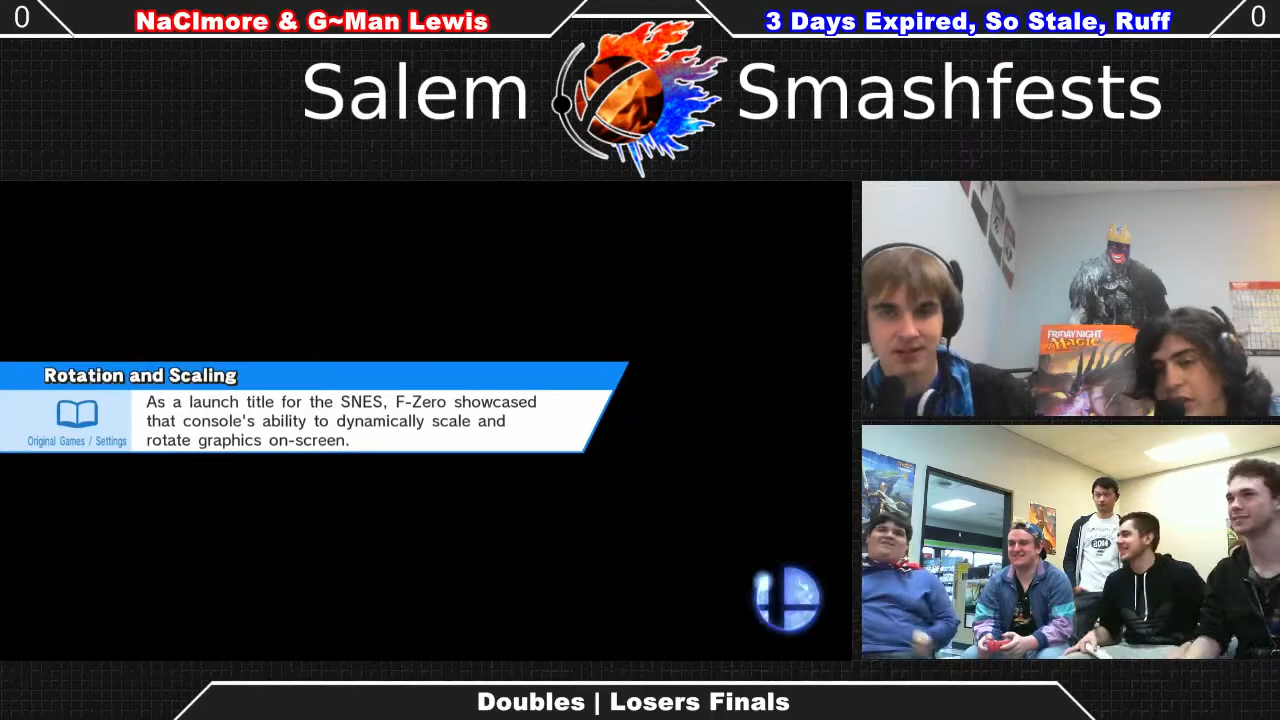 0
NaClmore & G~Man Lewis
3 Days Expired, So Stale, Ruff
0
Salem Smashfests
FRIDAY NIGHT
MAGIC
Rotation and Scaling
As a launch title for the SNES, F-Zero showcased
that console's ability to dynamically scale and
rotate graphics on-screen.
Original Games / Settings
Doubles | Losers Finals